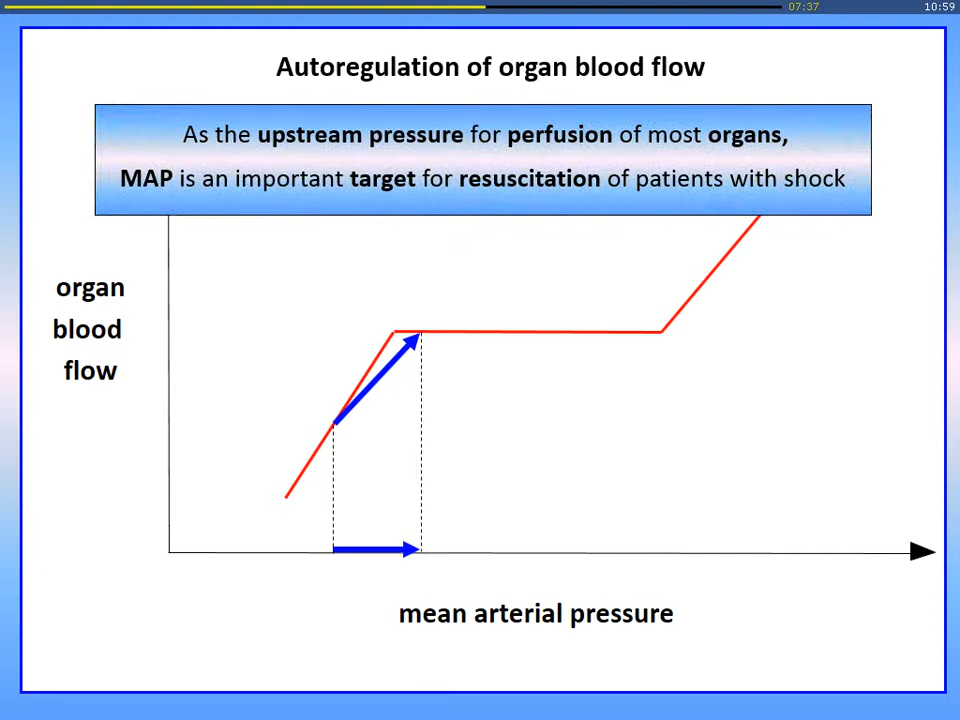 07:37
10:59
Autoregulation of organ blood flow
As the upstream pressure for perfusion of most organs,
MAP is an important target for resuscitation of patients with shock
organ
blood
flow
mean arterial pressure